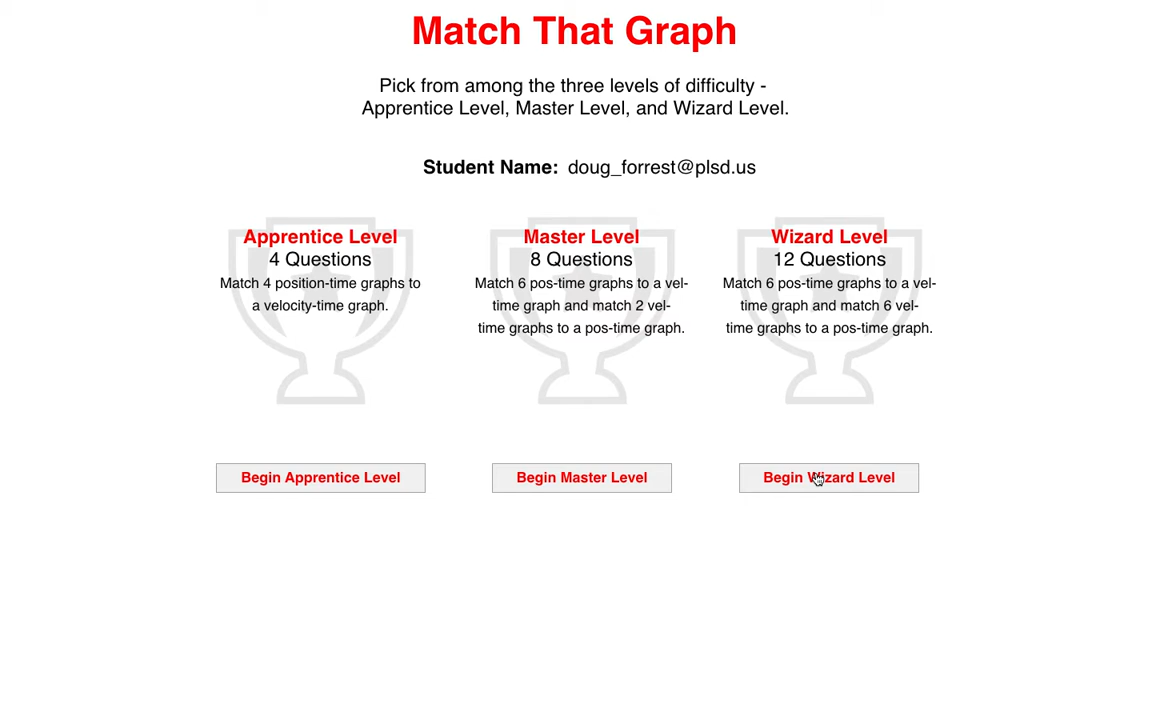 Match That Graph
Pick from among the three levels of difficulty -
Apprentice Level, Master Level, and Wizard Level.
Student Name: doug_forrest@plsd.us
Apprentice Level
4 Questions
Match 4 position-time graphs to
a velocity-time graph.
Master Level
8 Questions
Match 6 pos-time graphs to a vel-
time graph and match 2 vel-
time graphs to a pos-time graph.
Wizard Level
12 Questions
Match 6 pos-time graphs to a vel-
time graph and match 6 vel-
time graphs to a pos-time graph.
Begin Apprentice Level
Begin Master Level
Begin Wizard Level